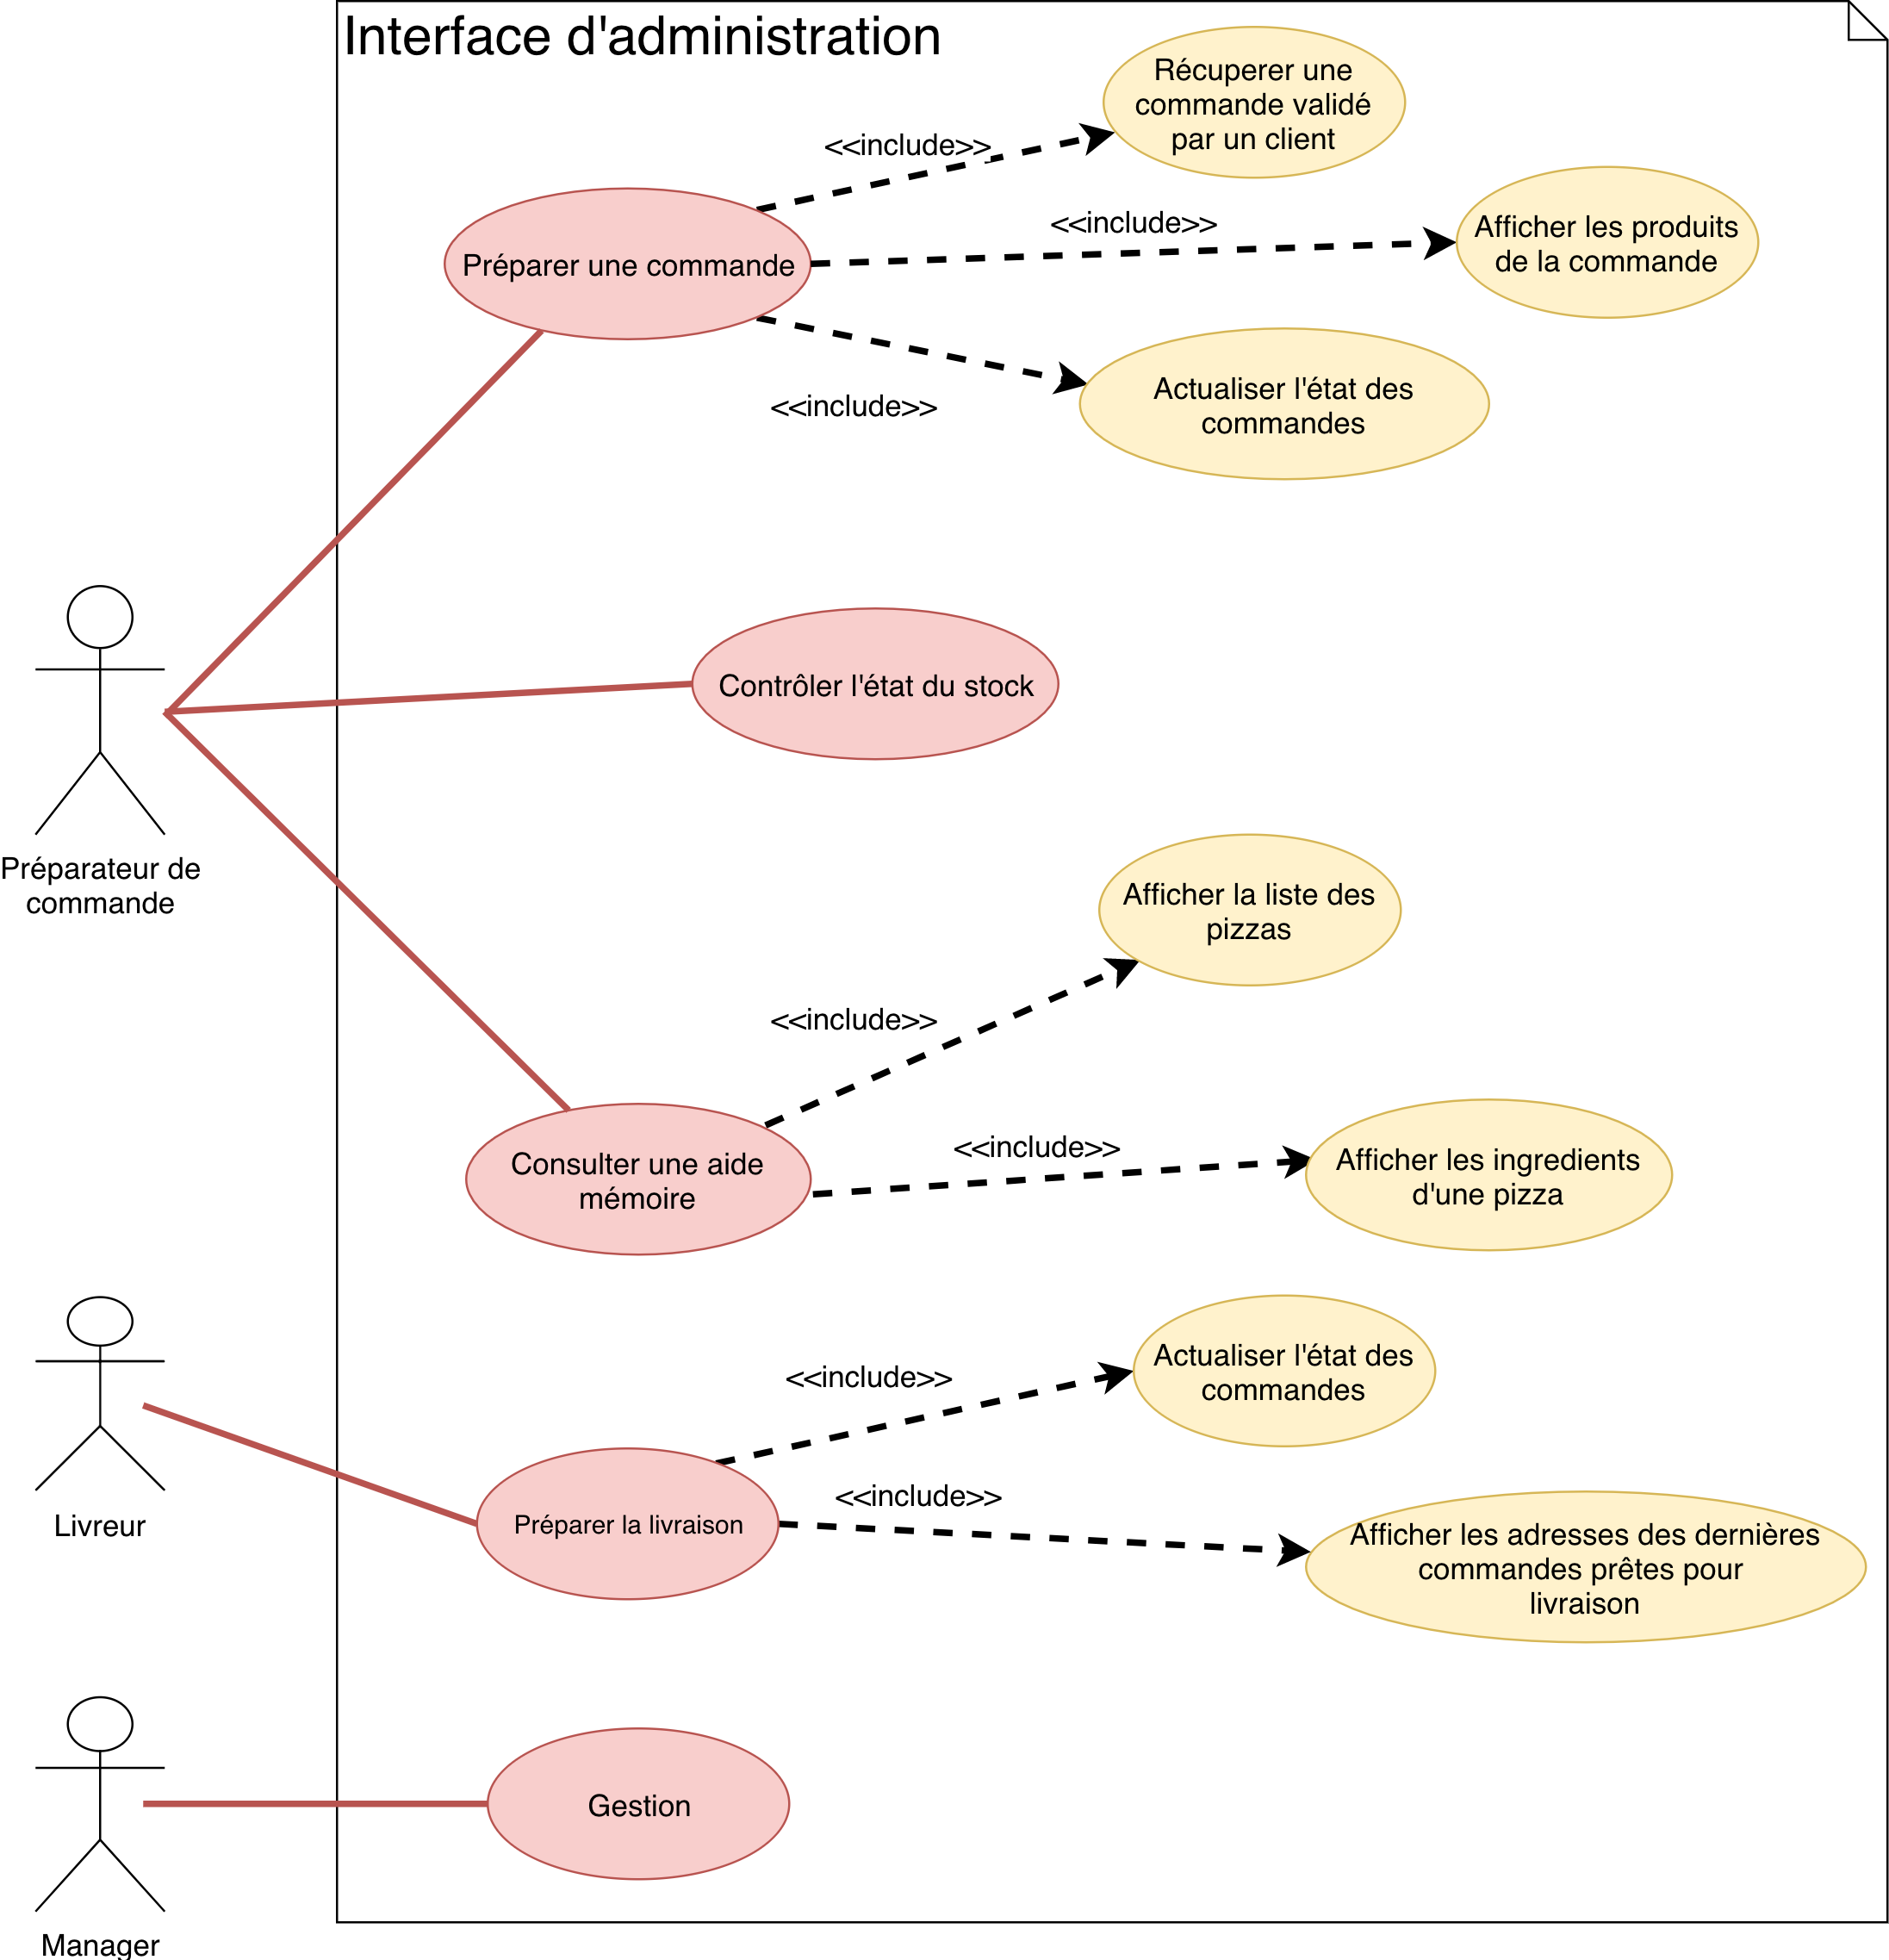 Interface d'administration
Récuperer une
commande validé
par un client
<<include>>
<<include>>
Afficher les produits
de la commande
Préparer une commande
<<include>>
Actualiser l'état des
commandes
Contrôler l'état du stock
Préparateur de
commande
Afficher la liste des
pizzas
<<include>>
Consulter une aide
mémoire
<<include>>
Afficher les ingredients
d'une pizza
<<include>>
Actualiser l'état des
commandes
Livreur
Préparer la livraison
<<include>>
Afficher les adresses des dernières
commandes prêtes pour
livraison
Gestion
Manager